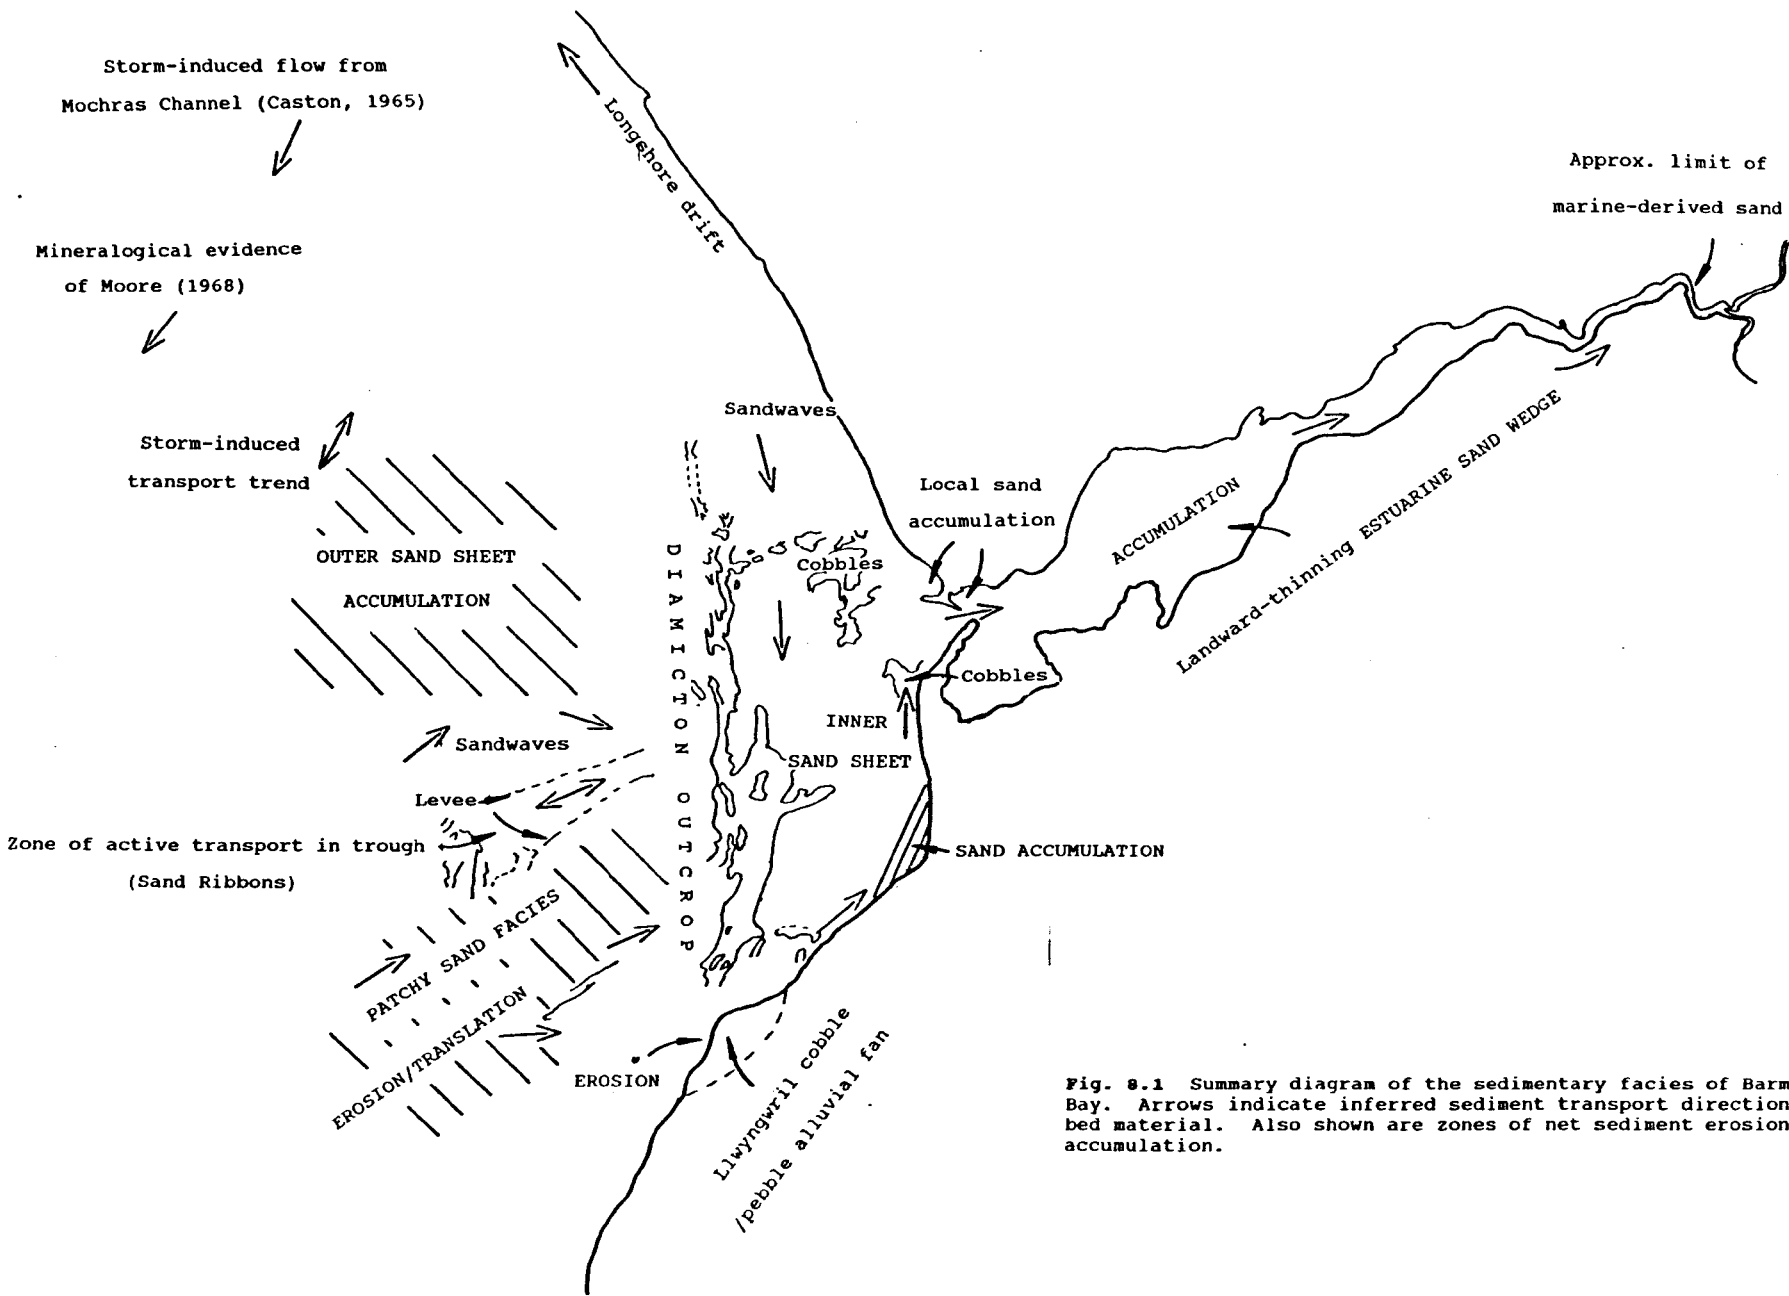 Storm-induced flow from
Mochras Channel (Caston, 1965)
Longshore drift
Approx. limit of
marine-derived sand
Mineralogical evidence
of Moore (1968)
Storm-induced
transport trend
Sandwaves
Local sand
accumulation
ACCUMULATION
Landward-thinning ESTUARINE SAND WEDGE
OUTER SAND SHEET
ACCUMULATION
DIAMICTON OUTCROP
Cobbles
Cobbles
INNER
SAND SHEET
Sandwaves
Levee
Zone of active transport in trough
(Sand Ribbons)
SAND ACCUMULATION
PATCHY SAND FACIES
EROSION/TRANSLATION
EROSION
Llwyngwril cobble
/pebble alluvial fan
Fig. 8.1 Summary diagram of the sedimentary facies of Barm
Bay. Arrows indicate inferred sediment transport direction
bed material. Also shown are zones of net sediment erosion
accumulation.